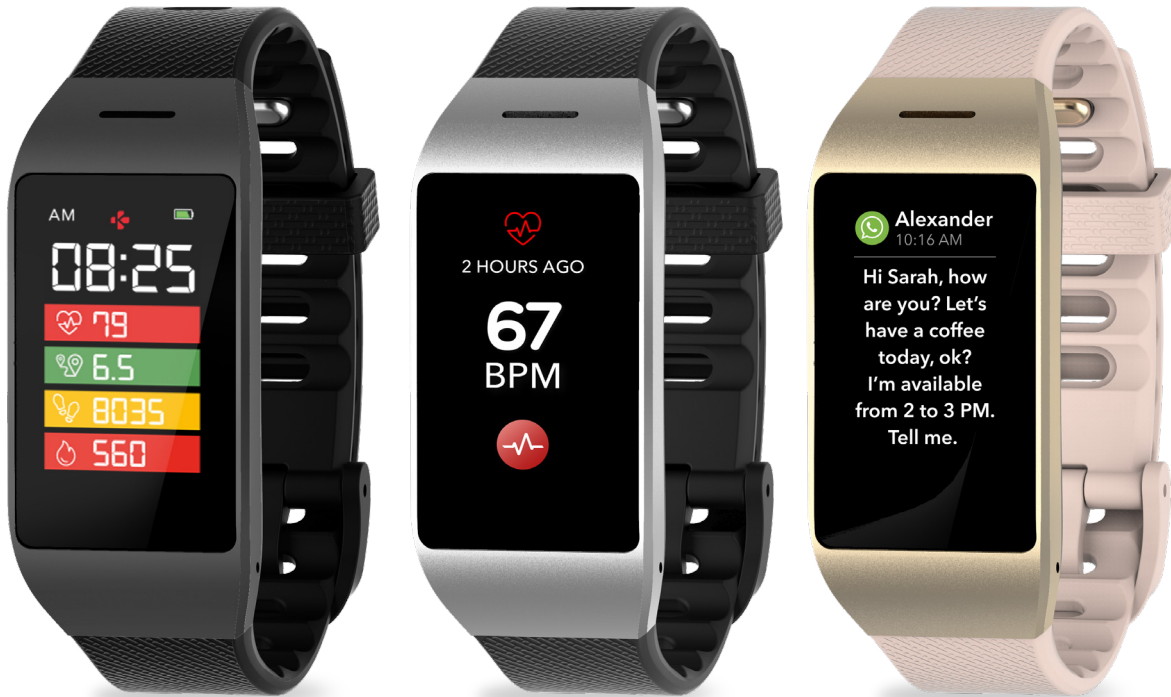 AM
08:25
79
6.5
8035
560
2 HOURS AGO
67
BPM
Alexander
10:16 AM
Hi Sarah, how
are you? Let's
have a coffee
today, ok?
I'm available
from 2 to 3 PM.
Tell me.